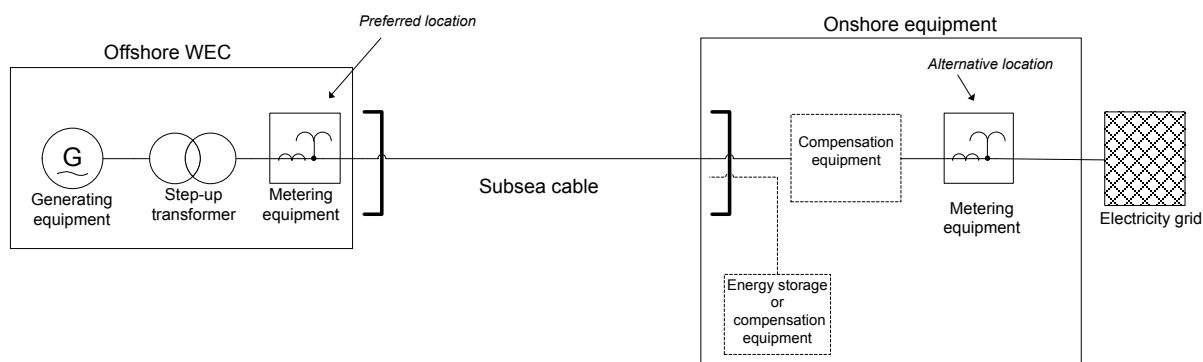 Preferred location
Offshore WEC
G
Generating
equipment
Step-up
transformer
Metering
equipment
Subsea cable
Onshore equipment
Alternative location
Compensation
equipment
Metering
equipment
Energy storage
or
compensation
equipment
Electricity grid